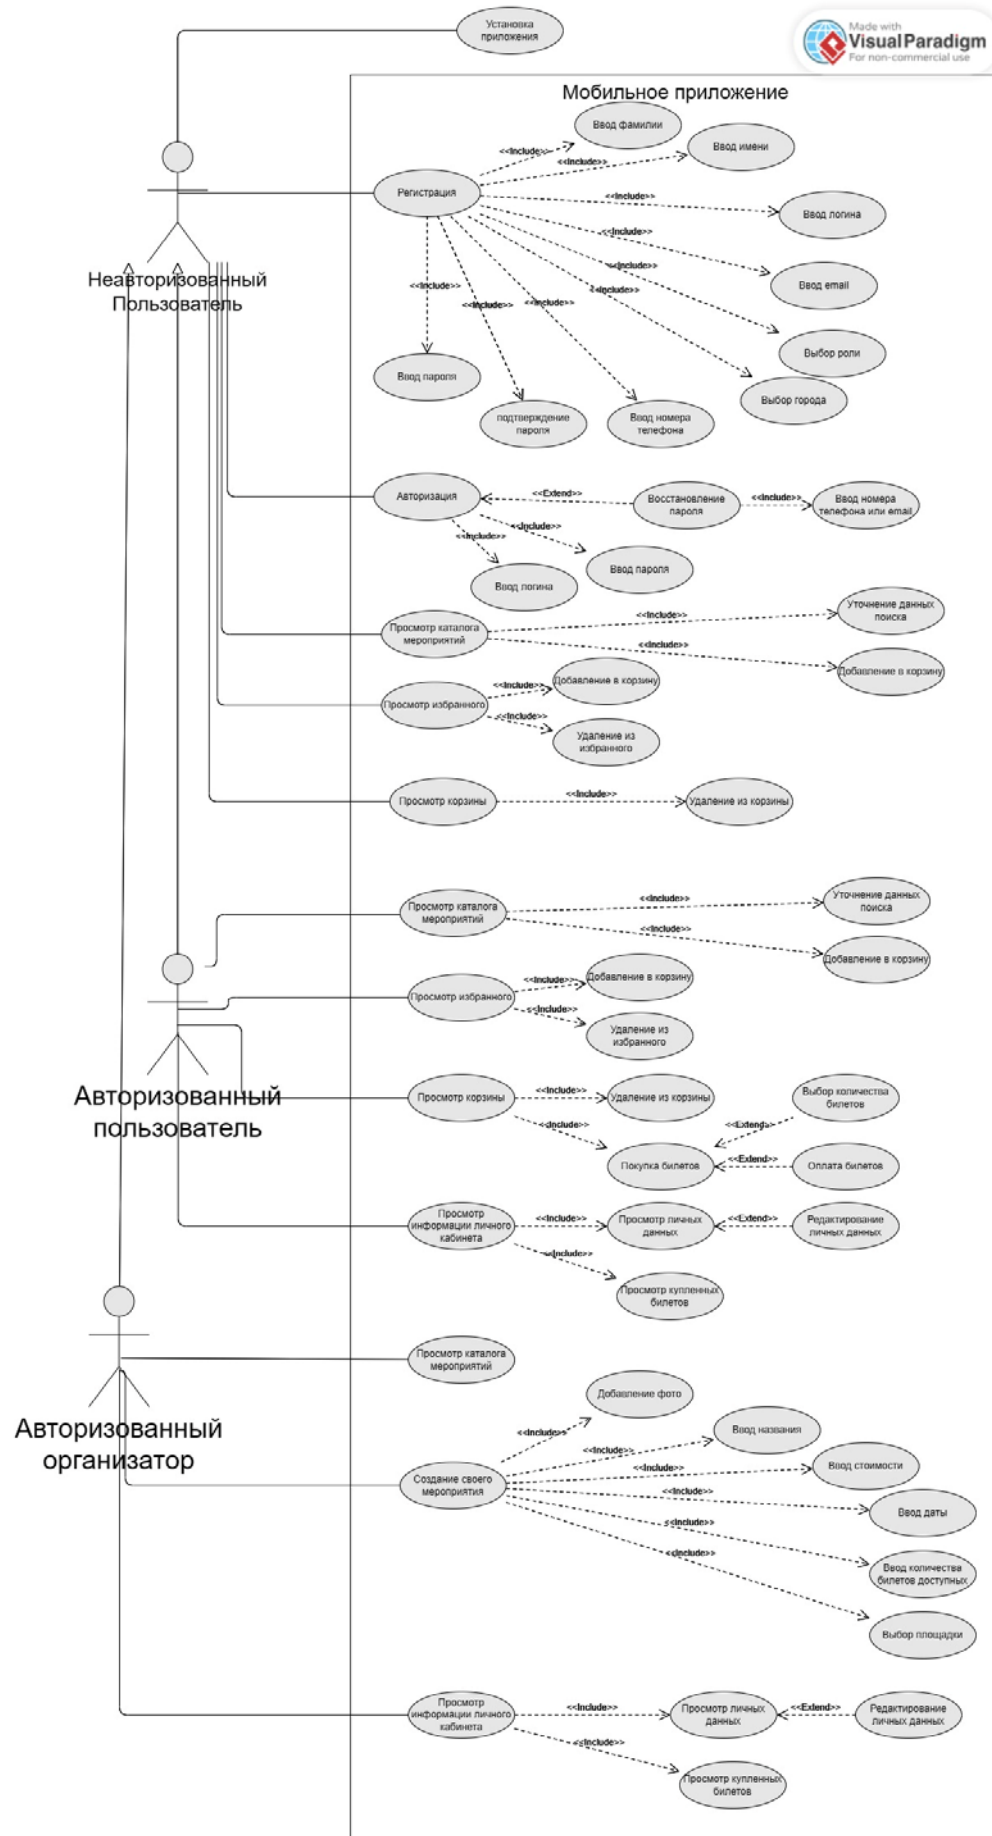 Установка
приложения
Made with
Visual Paradigm
For non-commercial use
Мобильное приложение
Ввод фамилии
<<Include>>
Ввод имени
<<Include>>
Регистрация
<<Include>>
Ввод логина
<<Include>>
Неавторизованный
Пользователь
<<Include>>
Ввод email
<<Include>>
<<Include>>
<<Include>>
<<Include>>
Выбор роли
Ввод пароля
Выбор города
подтверждение
пароля
Ввод номера
телефона
Авторизация
<<Extend>>
Восстановление
пароля
<<Include>>
Ввод номера
телефона или email
<<Include>>
<<Include>>
Ввод пароля
Ввод логина
Просмотр каталога
мероприятий
<<Include>>
Уточнение данных
поиска
<<Include>>
Добавление в корзину
Просмотр избранного
<<Include>>
Добавление в корзину
<<Include>>
Удаление из
избранного
Просмотр корзины
<<Include>>
Удаление из корзины
Просмотр каталога
мероприятий
<<Include>>
Уточнение данных
поиска
<<Include>>
Добавление в корзину
Просмотр избранного
<<Include>>
Добавление в корзину
<<Include>>
Удаление из
избранного
Авторизованный
пользователь
Просмотр корзины
<<Include>>
Удаление из корзины
Выбор количества
билетов
<<Include>>
<<Extend>>
Покупка билетов
<<Extend>>
Оплата билетов
Просмотр
информации личного
кабинета
<<Include>>
Просмотр личных
данных
<<Extend>>
Редактирование
личных данных
<<Include>>
Просмотр купленных
билетов
Просмотр каталога
мероприятий
Авторизованный
организатор
Добавление фото
<<Include>>
Ввод названия
<<Include>>
Ввод стоимости
<<Include>>
Создание своего
мероприятия
<<Include>>
Ввод даты
<<Include>>
Ввод количества
билетов доступных
<<Include>>
Выбор площадки
Просмотр
информации личного
кабинета
<<Include>>
Просмотр личных
данных
<<Extend>>
Редактирование
личных данных
<<Include>>
Просмотр купленных
билетов